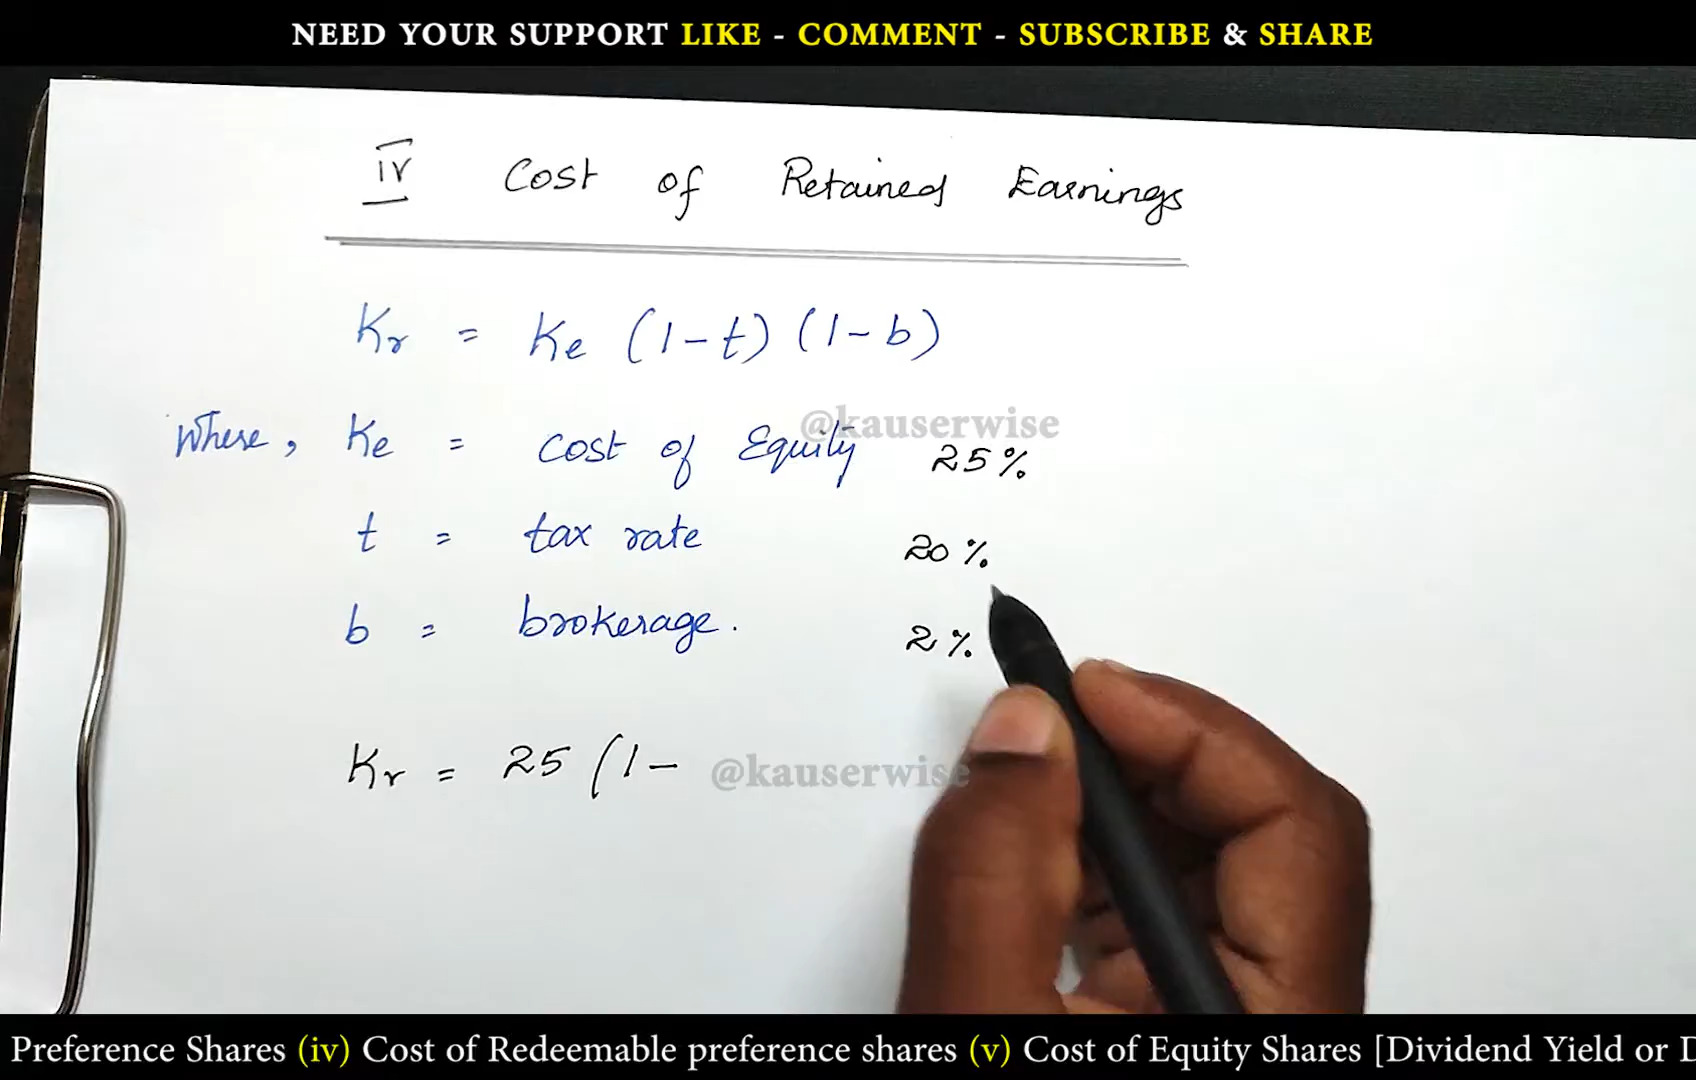 NEED YOUR SUPPORT LIKE - COMMENT - SUBSCRIBE & SHARE
iv Cost of Retained Earnings
Kr = Ke (1-t) (1-b)
@kauserwise
Where, Ke = Cost of Equity 25%
t = tax rate 20%
b = brokerage. 2%
Kr = 25 (1-
@kauserwise
Preference Shares (iv) Cost of Redeemable preference shares (v) Cost of Equity Shares [Dividend Yield or D